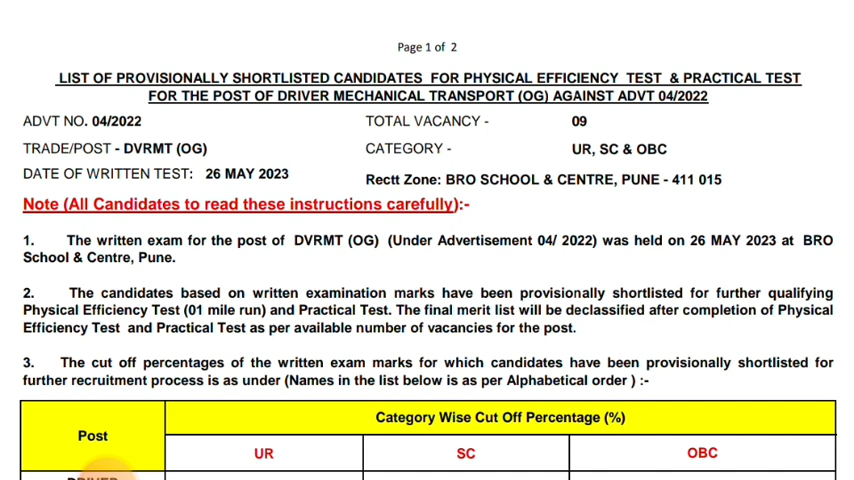 Page 1 of 2
LIST OF PROVISIONALLY SHORTLISTED CANDIDATES FOR PHYSICAL EFFICIENCY TEST & PRACTICAL TEST
FOR THE POST OF DRIVER MECHANICAL TRANSPORT (OG) AGAINST ADVT 04/2022
ADVT NO. 04/2022 TOTAL VACANCY - 09
TRADE/POST - DVRMT (OG) CATEGORY - UR, SC & OBC
DATE OF WRITTEN TEST: 26 MAY 2023 Rectt Zone: BRO SCHOOL & CENTRE, PUNE - 411 015
Note (All Candidates to read these instructions carefully):-
1. The written exam for the post of DVRMT (OG) (Under Advertisement 04/ 2022) was held on 26 MAY 2023 at BRO
School & Centre, Pune.
2. The candidates based on written examination marks have been provisionally shortlisted for further qualifying
Physical Efficiency Test (01 mile run) and Practical Test. The final merit list will be declassified after completion of Physical
Efficiency Test and Practical Test as per available number of vacancies for the post.
3. The cut off percentages of the written exam marks for which candidates have been provisionally shortlisted for
further recruitment process is as under (Names in the list below is as per Alphabetical order ) :-
Post
Category Wise Cut Off Percentage (%)
UR SC OBC